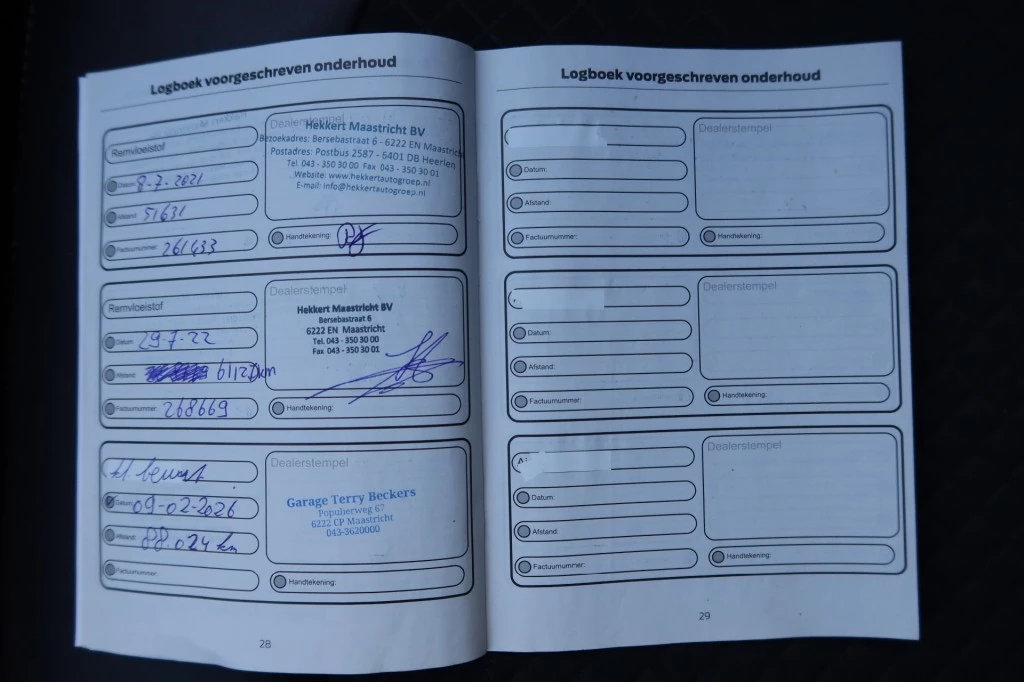 Logboek voorgeschreven onderhoud
Remvloeistof
Datum: 8-7-2021
Afstand: 51631
Factuurnummer: 261433
Dealerstempel
Hekkert Maastricht BV
Bezoekadres: Bersebastraat 6 - 6222 EN Maastricht
Postadres: Postbus 2587 - 6401 DB Heerlen
Tel. 043 - 350 30 00 Fax 043 - 350 30 01
Website: www.hekkertautogroep.nl
E-mail: info@hekkertautogroep.nl
Handtekening:
Remvloeistof
Datum: 29-7-22
Afstand: 61120km
Factuurnummer: 268669
Dealerstempel
Hekkert Maastricht BV
Bersebastraat 6
6222 EN Maastricht
Tel. 043 - 350 30 00
Fax 043 - 350 30 01
Handtekening:
Datum: 09-02-2026
Afstand: 88.024 km
Factuurnummer:
Dealerstempel
Garage Terry Beckers
Populierweg 67
6222 CP Maastricht
043-3620000
Handtekening:
28
Logboek voorgeschreven onderhoud
Datum:
Afstand:
Factuurnummer:
Dealerstempel
Handtekening:
Datum:
Afstand:
Factuurnummer:
Dealerstempel
Handtekening:
Datum:
Afstand:
Factuurnummer:
Dealerstempel
Handtekening:
29